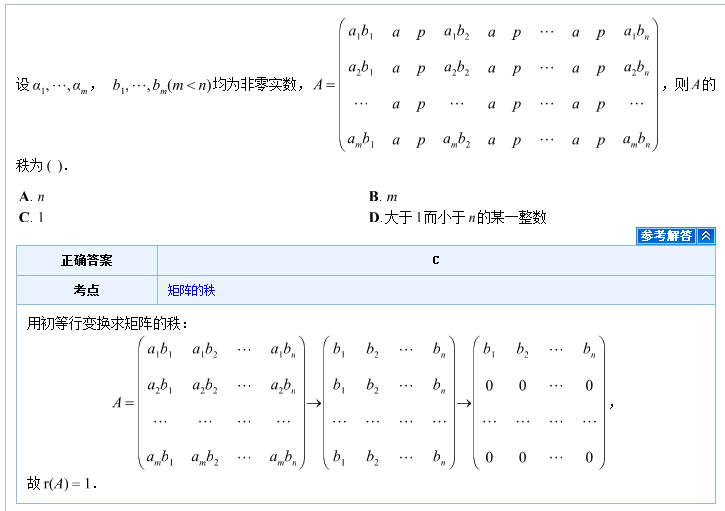 设 α₁,⋯,αₘ， b₁,⋯,bₘ(m < n)均为非零实数，A = ( a₁b₁ a p a₁b₂ a p ⋯ a p a₁bₙ
a₂b₁ a p a₂b₂ a p ⋯ a p a₂bₙ
⋯ a p ⋯ a p ⋯ a p ⋯
aₘb₁ a p aₘb₂ a p ⋯ a p aₘbₙ )，则 A 的
秩为 ( )．
A. n B. m
C. 1 D.大于 1 而小于 n 的某一整数
参考解答
正确答案 C
考点 矩阵的秩
用初等行变换求矩阵的秩：
A = ( a₁b₁ a₁b₂ ⋯ a₁bₙ ) → ( b₁ b₂ ⋯ bₙ ) → ( b₁ b₂ ⋯ bₙ )
a₂b₁ a₂b₂ ⋯ a₂bₙ b₁ b₂ ⋯ bₙ 0 0 ⋯ 0
⋯ ⋯ ⋯ ⋯ ⋯ ⋯ ⋯ ⋯ ⋯ ⋯ ⋯ ⋯ ，
aₘb₁ aₘb₂ ⋯ aₘbₙ b₁ b₂ ⋯ bₙ 0 0 ⋯ 0
故 r(A) = 1．